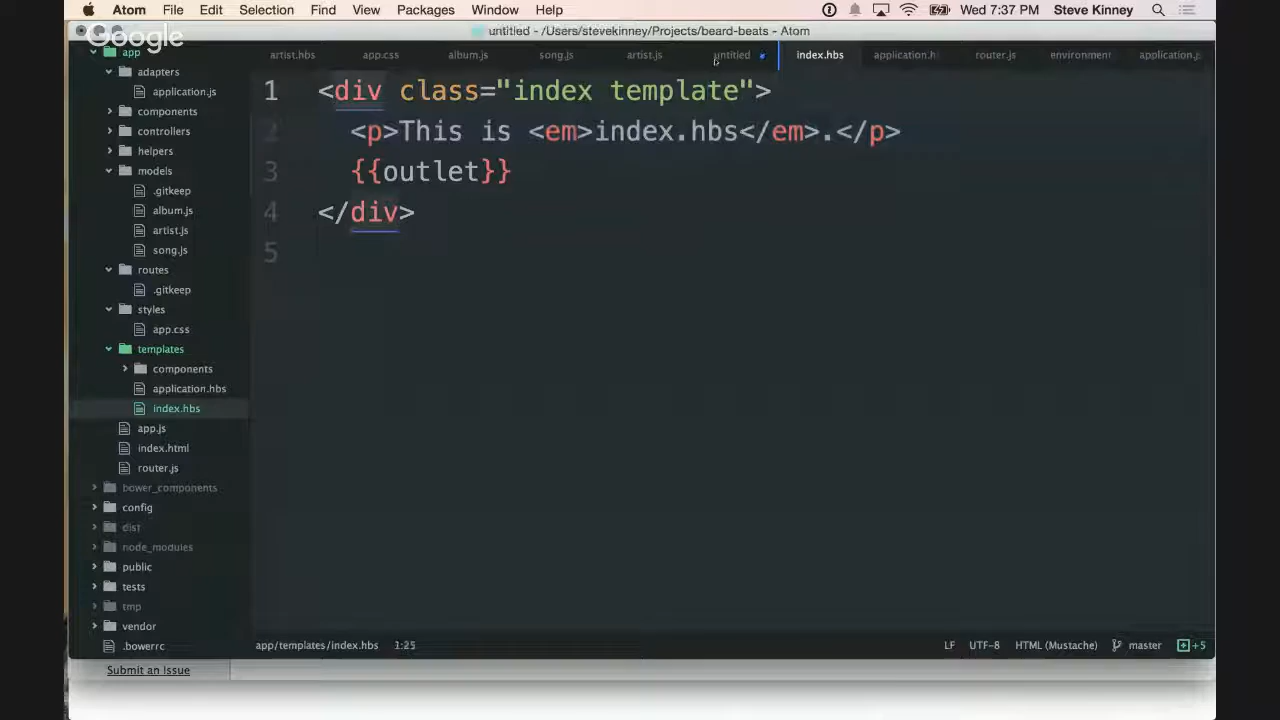 Atom File Edit Selection Find View Packages Window Help Wed 7:37 PM Steve Kinney
Google
untitled - /Users/stevekinney/Projects/beard-beats - Atom
artist.hbs app.css album.js song.js artist.js untitled index.hbs application.h router.js environment application.js
app
adapters
application.js
components
controllers
helpers
models
.gitkeep
album.js
artist.js
song.js
routes
.gitkeep
styles
app.css
templates
components
application.hbs
index.hbs
app.js
index.html
router.js
bower_components
config
dist
node_modules
public
tests
tmp
vendor
.bowerrc
1 <div class="index template">
2 <p>This is <em>index.hbs</em>.</p>
3 {{outlet}}
4 </div>
5
app/templates/index.hbs 1:25 LF UTF-8 HTML (Mustache) master +5
Submit an Issue